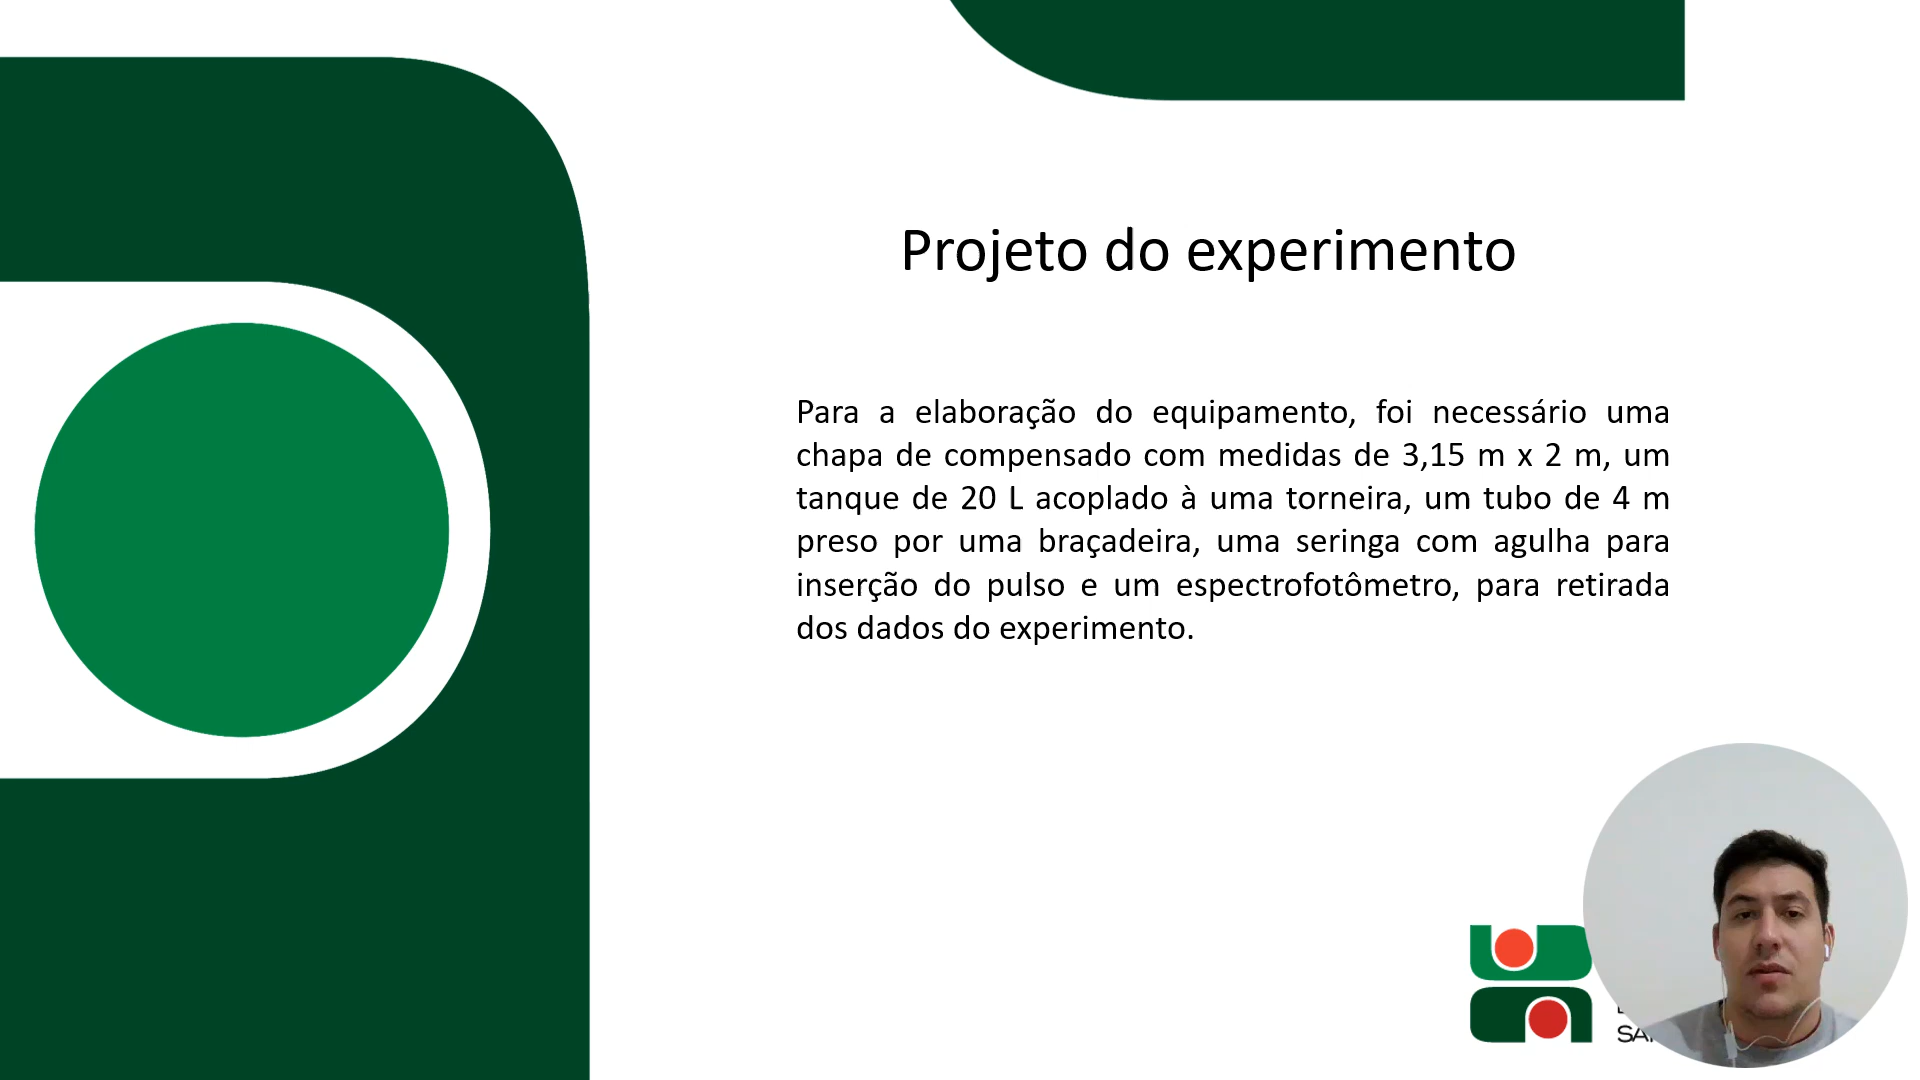 Projeto do experimento
Para a elaboração do equipamento, foi necessário uma
chapa de compensado com medidas de 3,15 m x 2 m, um
tanque de 20 L acoplado à uma torneira, um tubo de 4 m
preso por uma braçadeira, uma seringa com agulha para
inserção do pulso e um espectrofotômetro, para retirada
dos dados do experimento.